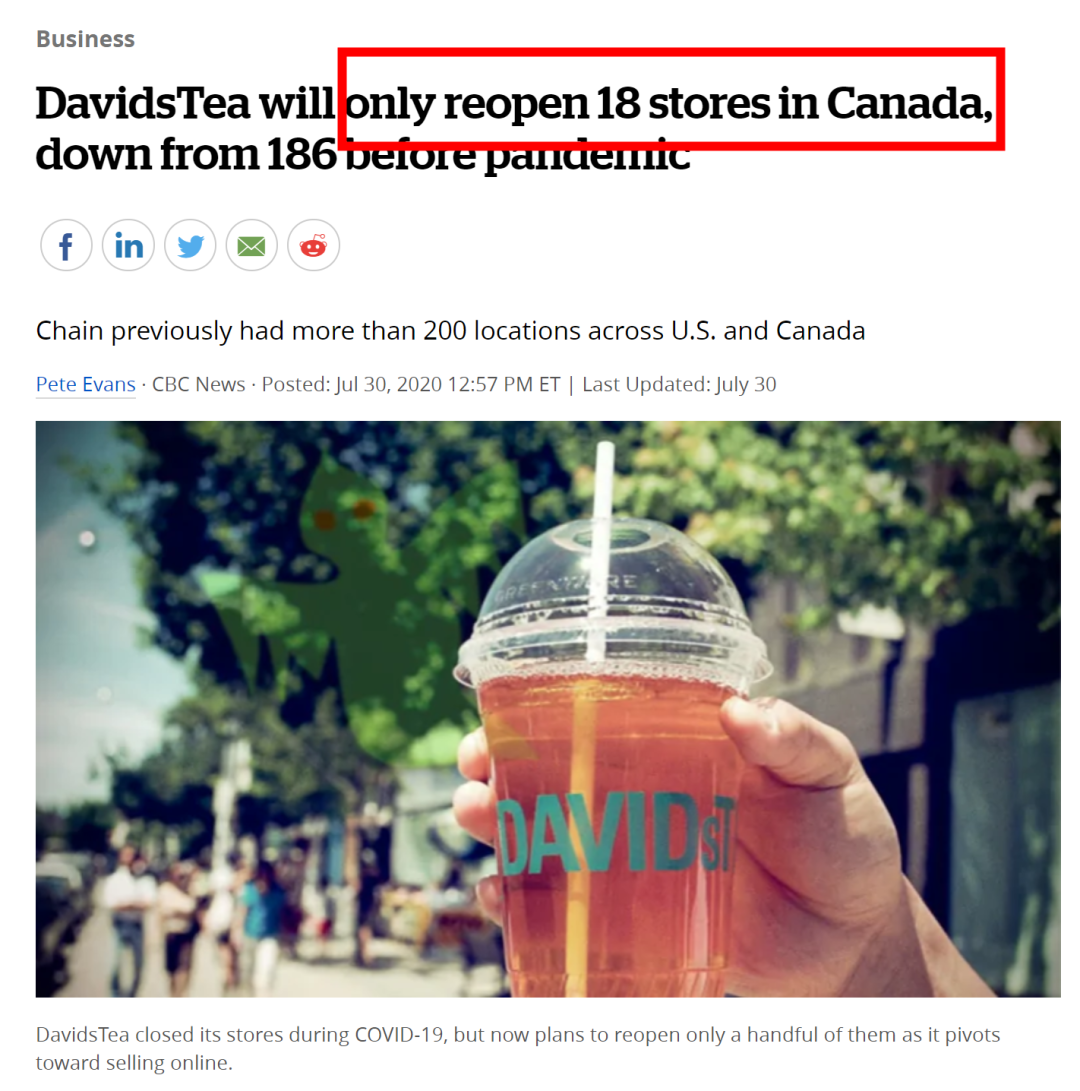 Business
DavidsTea will only reopen 18 stores in Canada,
down from 186 before pandemic
Chain previously had more than 200 locations across U.S. and Canada
Pete Evans · CBC News · Posted: Jul 30, 2020 12:57 PM ET | Last Updated: July 30
GREENWARE
DAVIDsT
DavidsTea closed its stores during COVID-19, but now plans to reopen only a handful of them as it pivots
toward selling online.